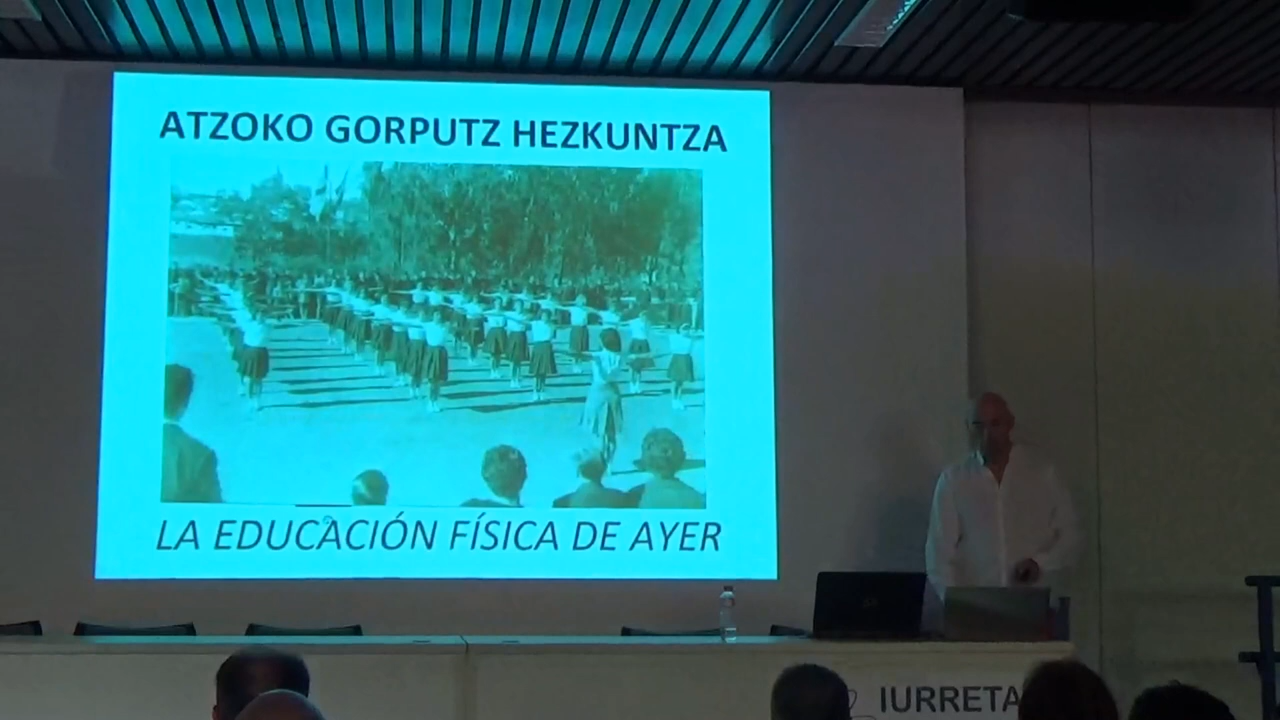 ATZOKO GORPUTZ HEZKUNTZA
LA EDUCACIÓN FÍSICA DE AYER
IURRETA